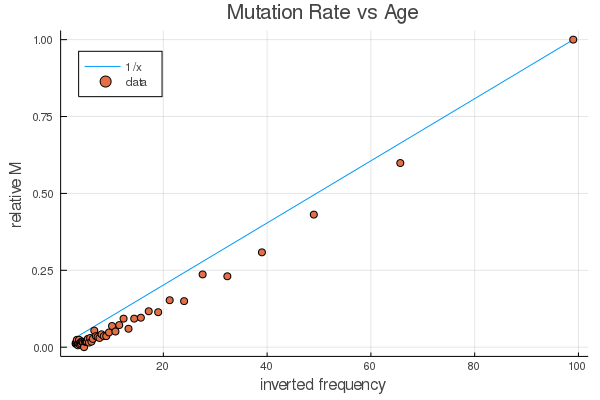 Mutation Rate vs Age
1/x
data
relative M
1.00
0.75
0.50
0.25
0.00
20
40
60
80
100
inverted frequency